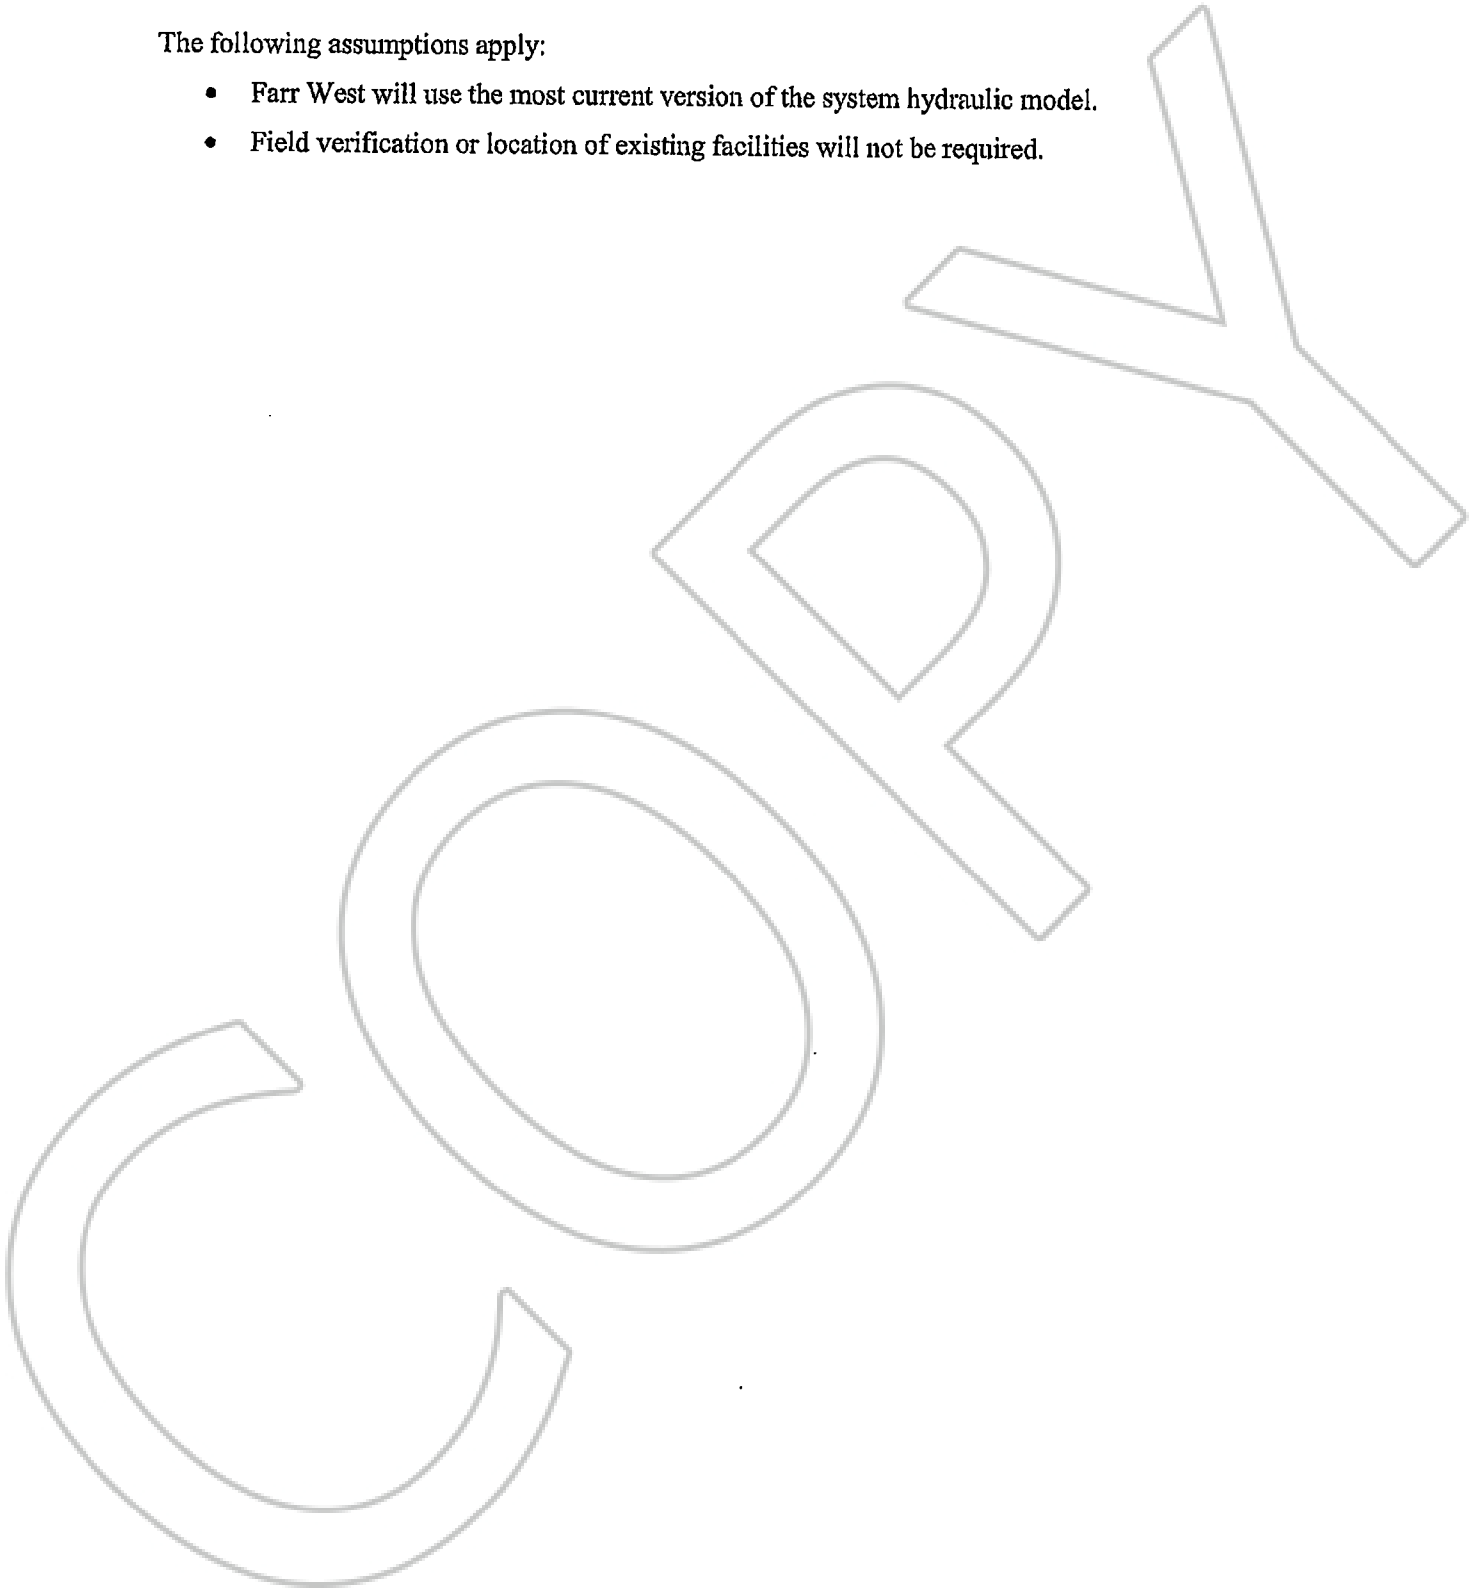 The following assumptions apply:
• Farr West will use the most current version of the system hydraulic model.
• Field verification or location of existing facilities will not be required.
COPY